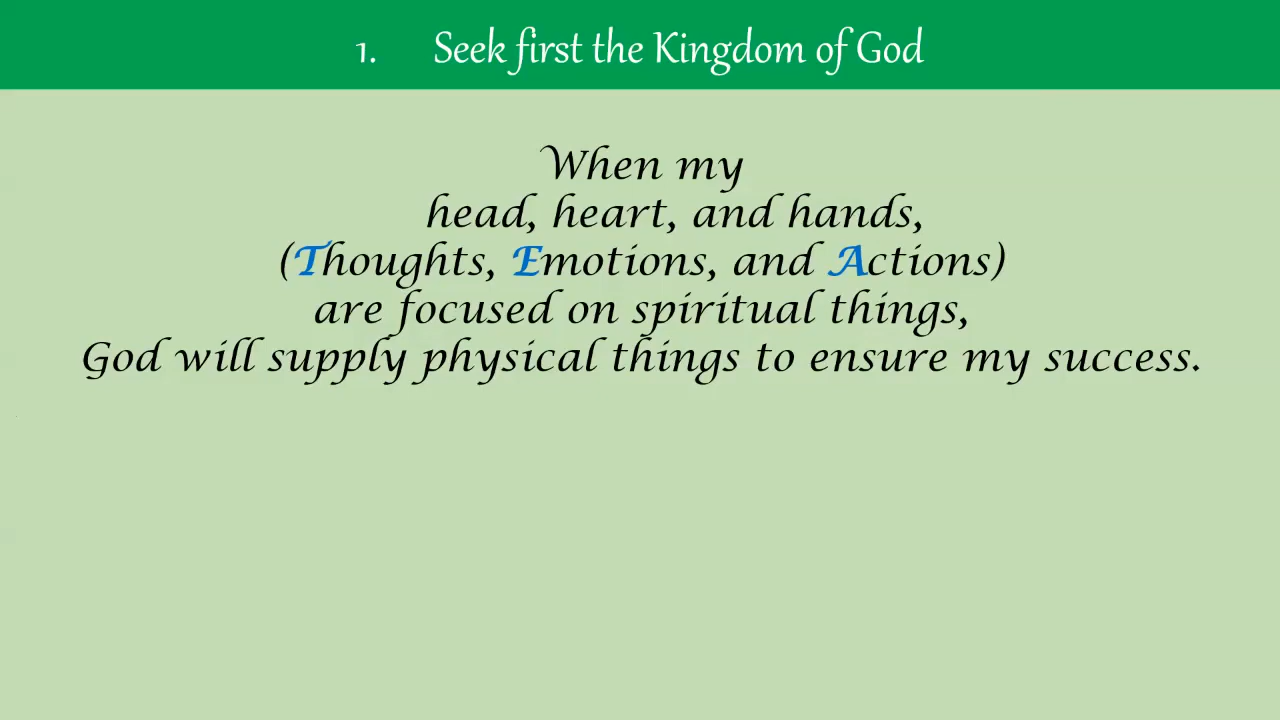 1. Seek first the Kingdom of God
When my
head, heart, and hands,
(Thoughts, Emotions, and Actions)
are focused on spiritual things,
God will supply physical things to ensure my success.